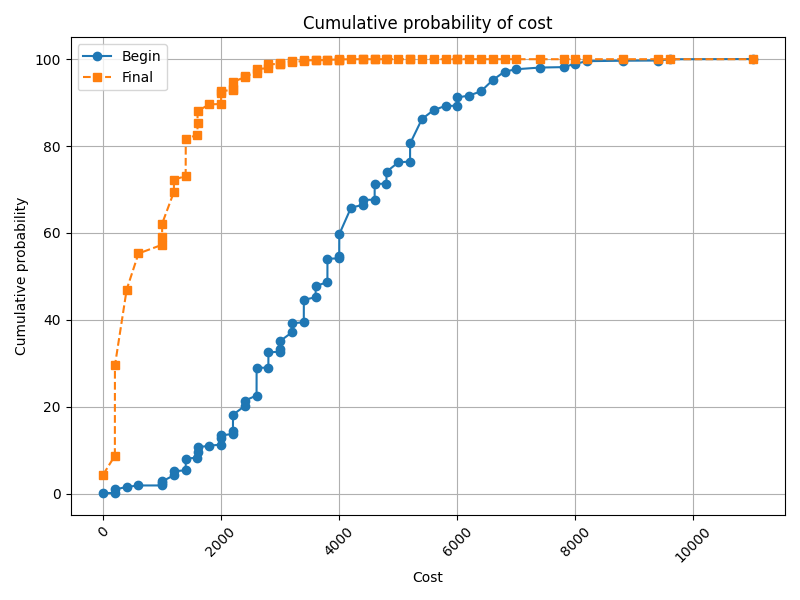 Cumulative probability of cost
Begin
Final
Cumulative probability
100
80
60
40
20
0
0
2000
4000
6000
8000
10000
Cost